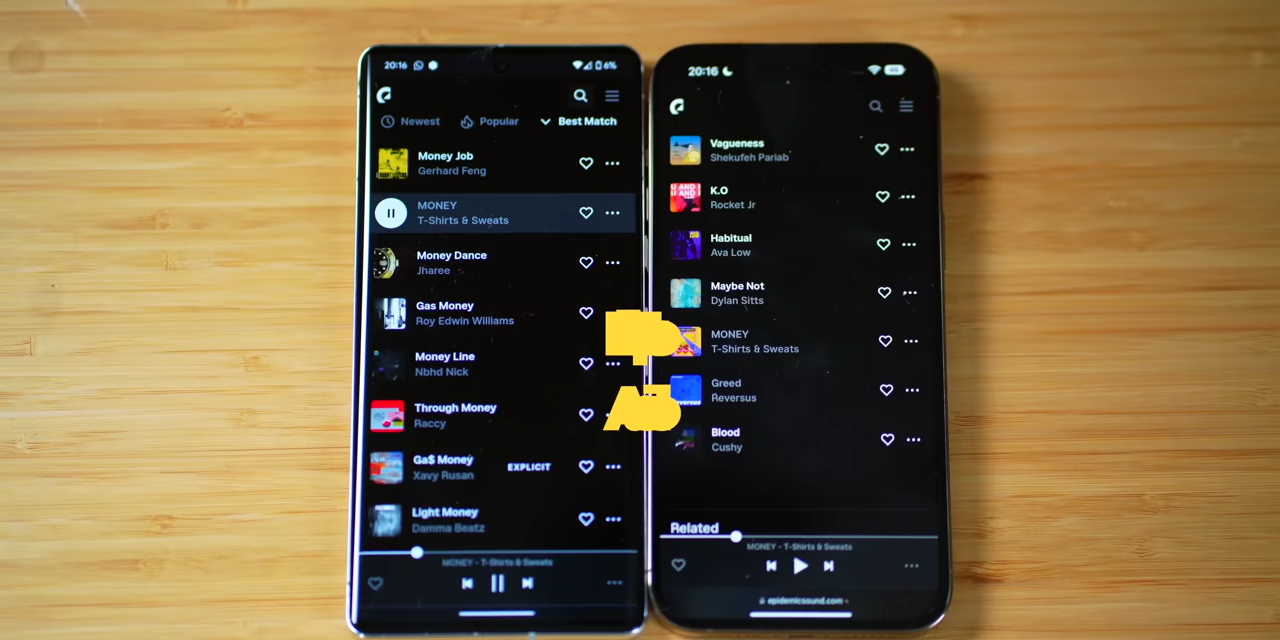 20:16
6%
Newest Popular Best Match
Money Job
Gerhard Feng
MONEY
T-Shirts & Sweats
Money Dance
Jharee
Gas Money
Roy Edwin Williams
Money Line
Nbhd Nick
Through Money
Raccy
Ga$ Money
Xavy Rusan
EXPLICIT
Light Money
Damma Beatz
MONEY - T-Shirts & Sweats
20:16
Vagueness
Shekufeh Pariab
K.O
Rocket Jr
Habitual
Ava Low
Maybe Not
Dylan Sitts
MONEY
T-Shirts & Sweats
Greed
Reversus
Blood
Cushy
Related
MONEY - T-Shirts & Sweats
epidemicsound.com